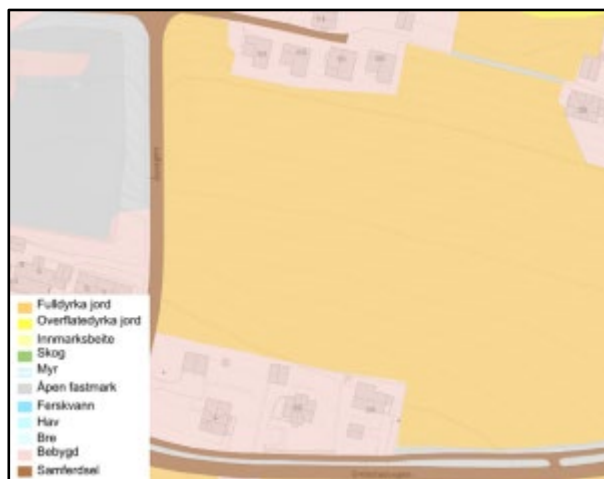 Fulldyrka jord
Overflatedyrka jord
Innmarksbeite
Skog
Myr
Åpen fastmark
Ferskvann
Hav
Bre
Bebygd
Samferdsel